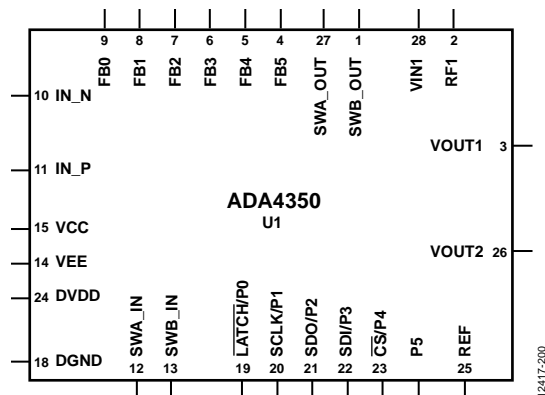 9 8 7 6 5 4 27 1 28 2
FB0 FB1 FB2 FB3 FB4 FB5 SWA_OUT SWB_OUT VIN1 RF1
10 IN_N
VOUT1 3
11 IN_P
ADA4350
U1
15 VCC
VOUT2 26
14 VEE
24 DVDD
SWA_IN SWB_IN LATCH/P0 SCLK/P1 SDO/P2 SDI/P3 CS/P4 P5 REF
18 DGND
12 13 19 20 21 22 23 25
12417-200